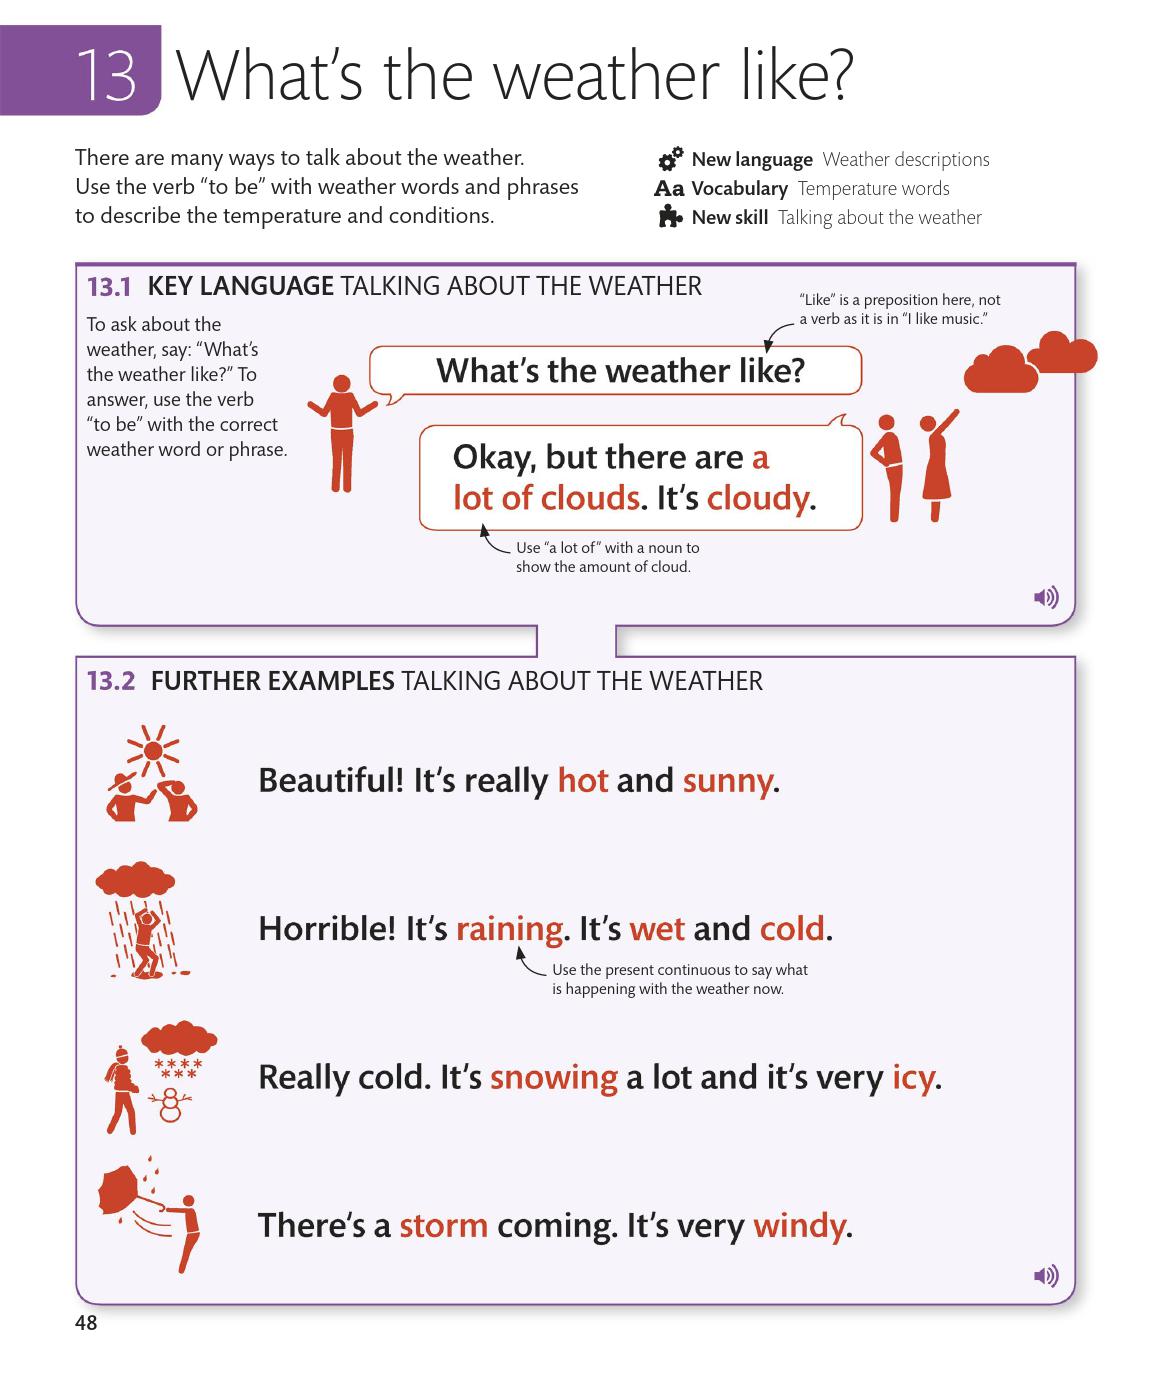 13 What's the weather like?
There are many ways to talk about the weather.
Use the verb “to be” with weather words and phrases
to describe the temperature and conditions.
New language Weather descriptions
Aa Vocabulary Temperature words
New skill Talking about the weather
13.1 KEY LANGUAGE TALKING ABOUT THE WEATHER
To ask about the
weather, say: “What's
the weather like?” To
answer, use the verb
“to be” with the correct
weather word or phrase.
“Like” is a preposition here, not
a verb as it is in “I like music.”
What's the weather like?
Okay, but there are a
lot of clouds. It's cloudy.
Use “a lot of” with a noun to
show the amount of cloud.
13.2 FURTHER EXAMPLES TALKING ABOUT THE WEATHER
Beautiful! It's really hot and sunny.
Horrible! It's raining. It's wet and cold.
Use the present continuous to say what
is happening with the weather now.
Really cold. It's snowing a lot and it's very icy.
There's a storm coming. It's very windy.
48